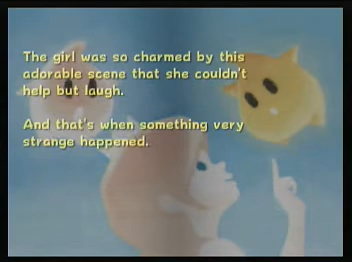 The girl was so charmed by this
adorable scene that she couldn't
help but laugh.
And that's when something very
strange happened.